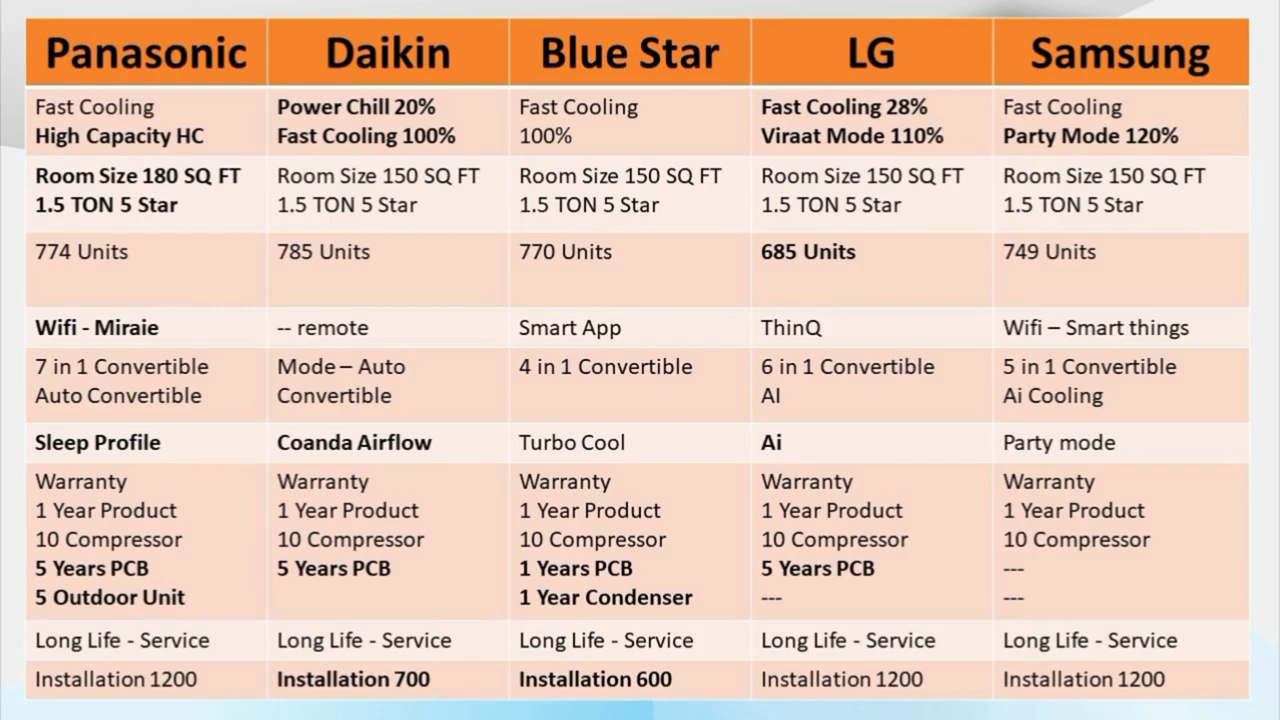 Panasonic Daikin Blue Star LG Samsung
Fast Cooling Power Chill 20% Fast Cooling Fast Cooling 28% Fast Cooling
High Capacity HC Fast Cooling 100% 100% Viraat Mode 110% Party Mode 120%
Room Size 180 SQ FT Room Size 150 SQ FT Room Size 150 SQ FT Room Size 150 SQ FT Room Size 150 SQ FT
1.5 TON 5 Star 1.5 TON 5 Star 1.5 TON 5 Star 1.5 TON 5 Star 1.5 TON 5 Star
774 Units 785 Units 770 Units 685 Units 749 Units
Wifi - Miraie -- remote Smart App ThinQ Wifi – Smart things
7 in 1 Convertible Mode – Auto 4 in 1 Convertible 6 in 1 Convertible 5 in 1 Convertible
Auto Convertible Convertible AI Ai Cooling
Sleep Profile Coanda Airflow Turbo Cool Ai Party mode
Warranty Warranty Warranty Warranty Warranty
1 Year Product 1 Year Product 1 Year Product 1 Year Product 1 Year Product
10 Compressor 10 Compressor 10 Compressor 10 Compressor 10 Compressor
5 Years PCB 5 Years PCB 1 Years PCB 5 Years PCB ---
5 Outdoor Unit 1 Year Condenser --- ---
Long Life - Service Long Life - Service Long Life - Service Long Life - Service Long Life - Service
Installation 1200 Installation 700 Installation 600 Installation 1200 Installation 1200